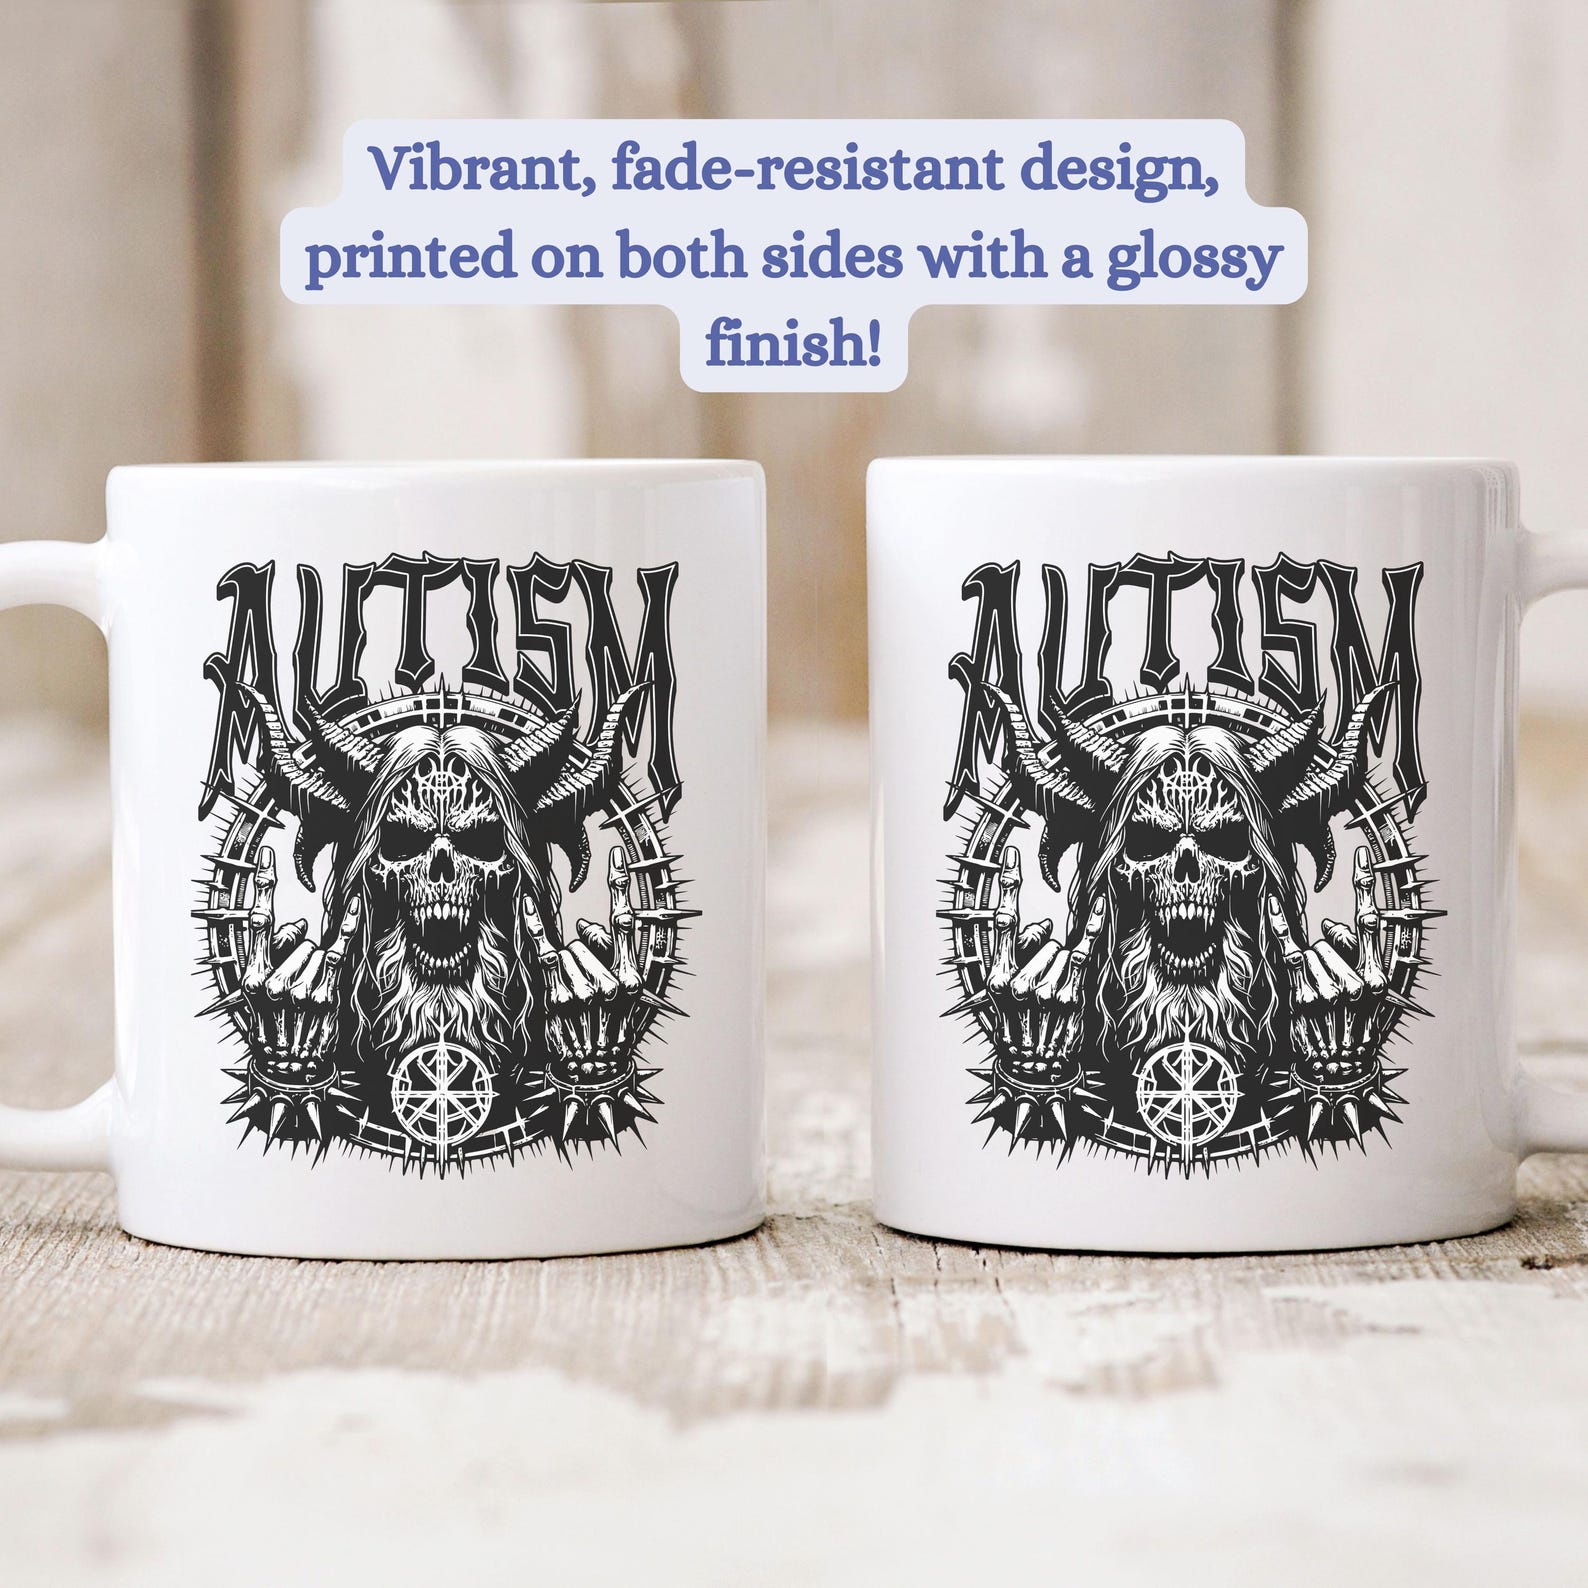 Vibrant, fade-resistant design,
printed on both sides with a glossy
finish!
AUTISM
AUTISM